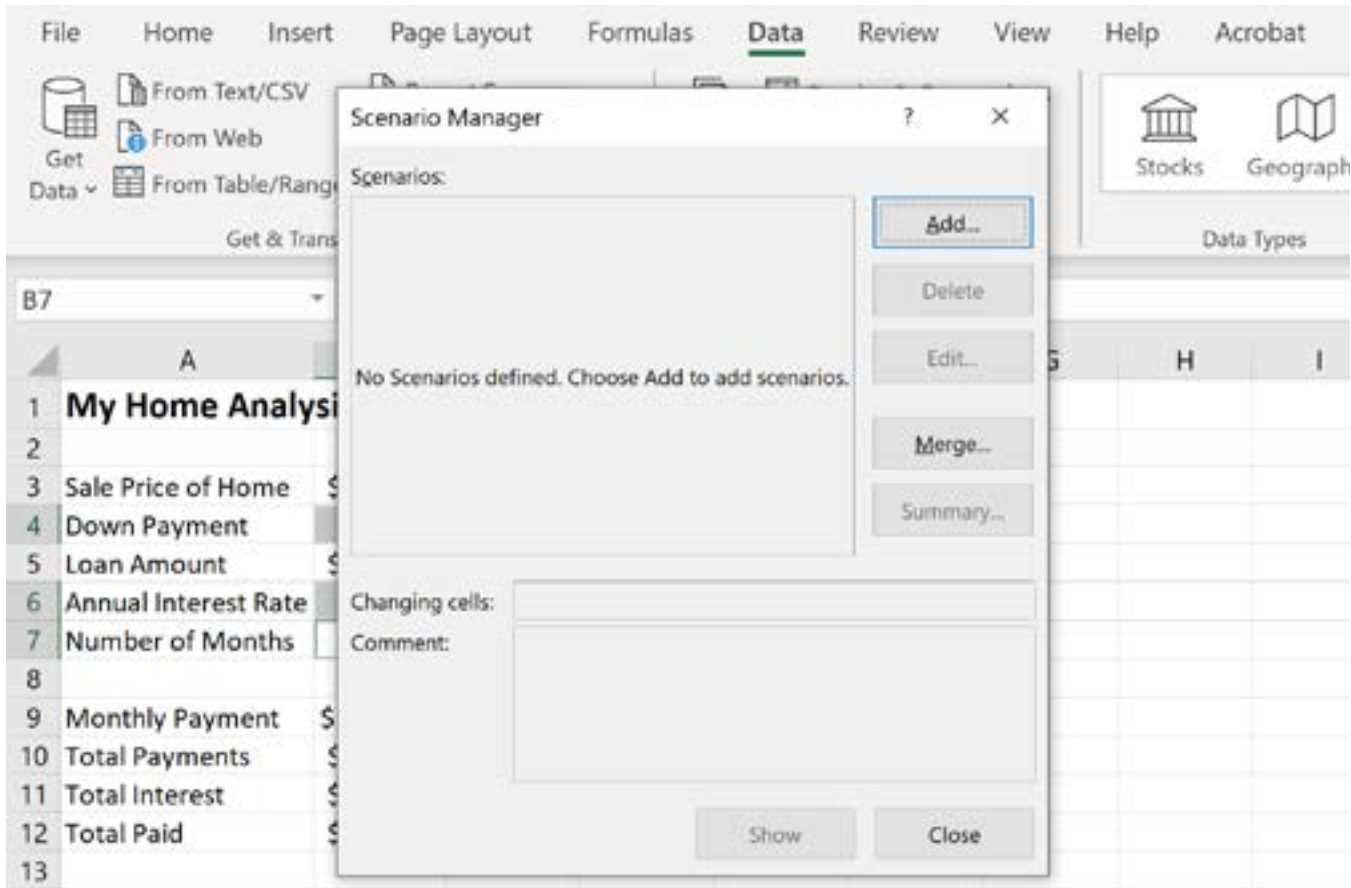 File Home Insert Page Layout Formulas Data Review View Help Acrobat
From Text/CSV
From Web
From Table/Rang
Get
Data
Get & Trans
Stocks Geograph
Data Types
Scenario Manager ? ×
Scenarios:
No Scenarios defined. Choose Add to add scenarios.
Add...
Delete
Edit...
Merge...
Summary...
Changing cells:
Comment:
Show Close
B7
A G H I
1 My Home Analysi
2
3 Sale Price of Home $
4 Down Payment
5 Loan Amount $
6 Annual Interest Rate
7 Number of Months
8
9 Monthly Payment $
10 Total Payments $
11 Total Interest $
12 Total Paid $
13